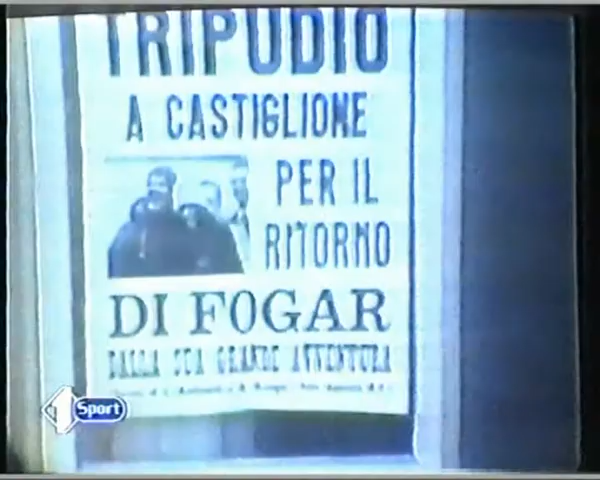 TRIPUDIO
A CASTIGLIONE
PER IL
RITORNO
DI FOGAR
DALLA SUA GRANDE AVVENTURA
Sport